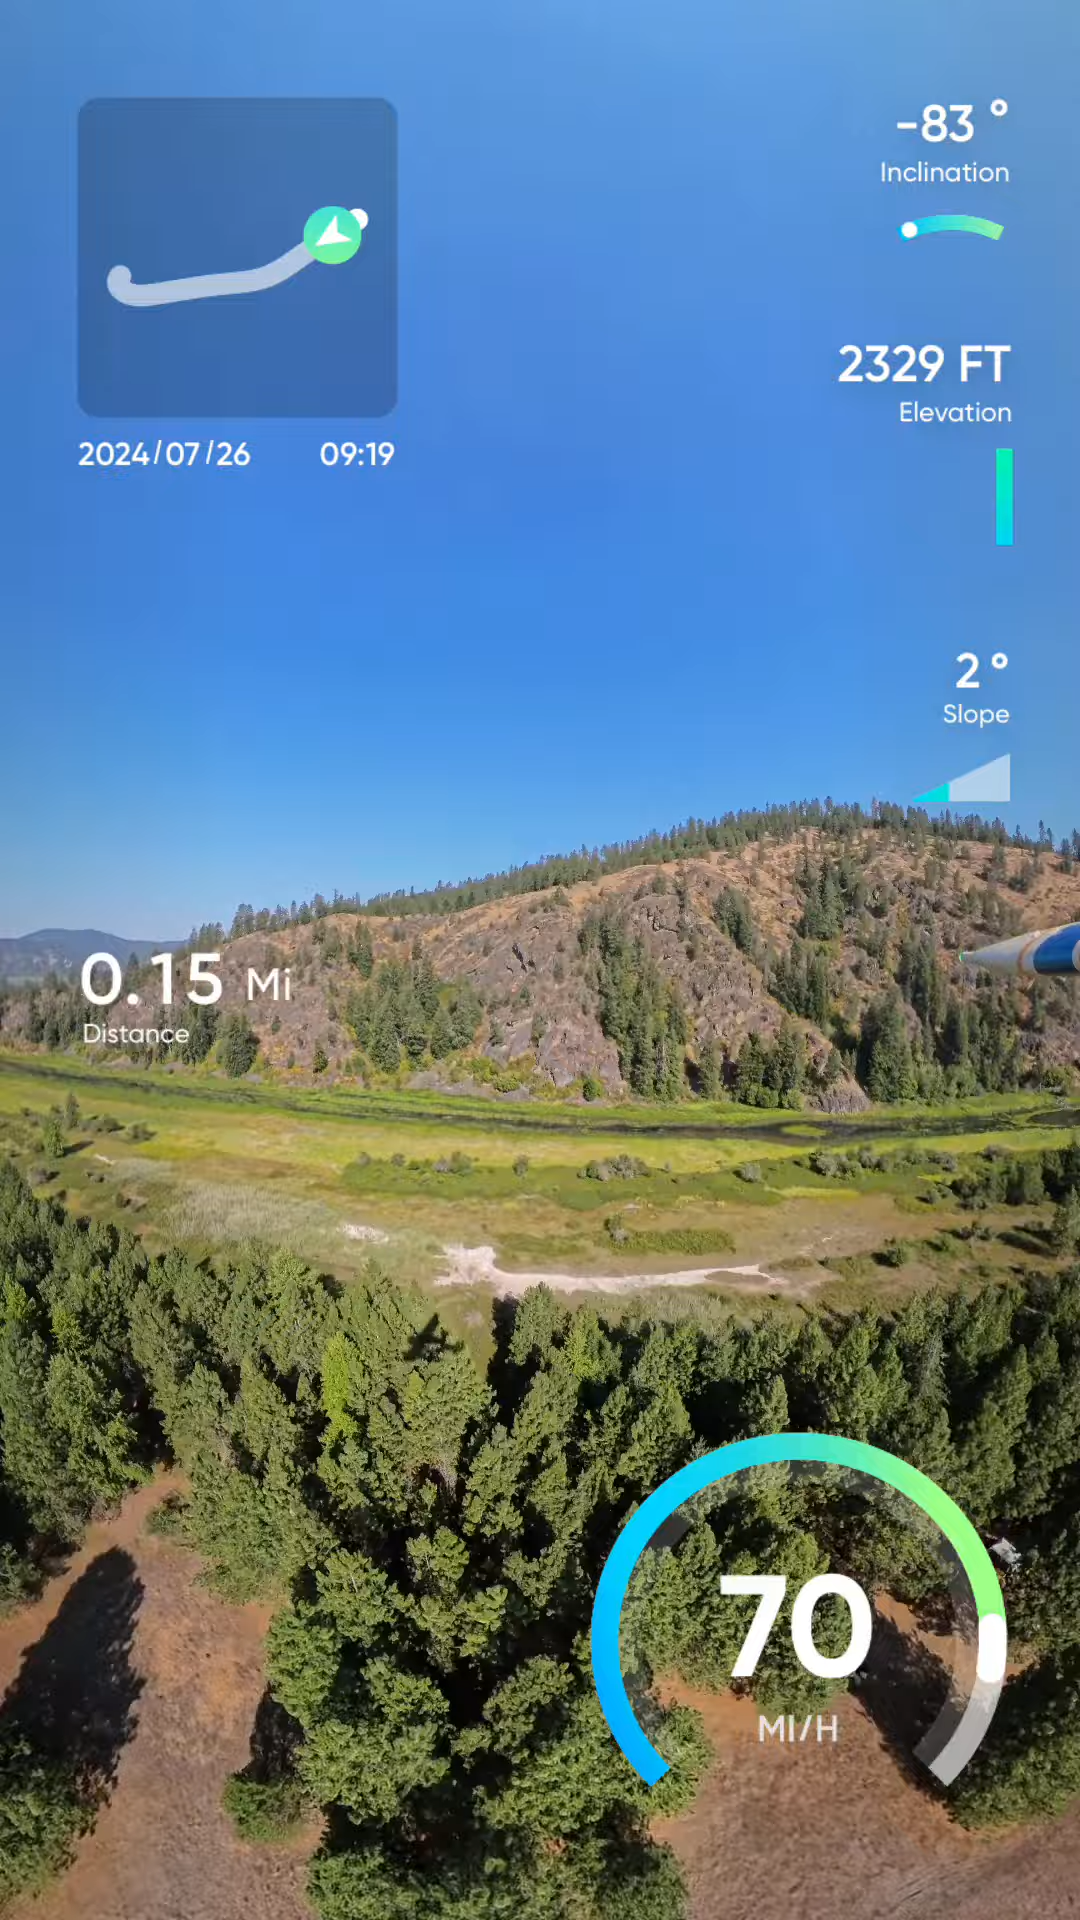 -83 °
Inclination
2329 FT
Elevation
2024/07/26 09:19
2 °
Slope
0.15 Mi
Distance
70
MI/H